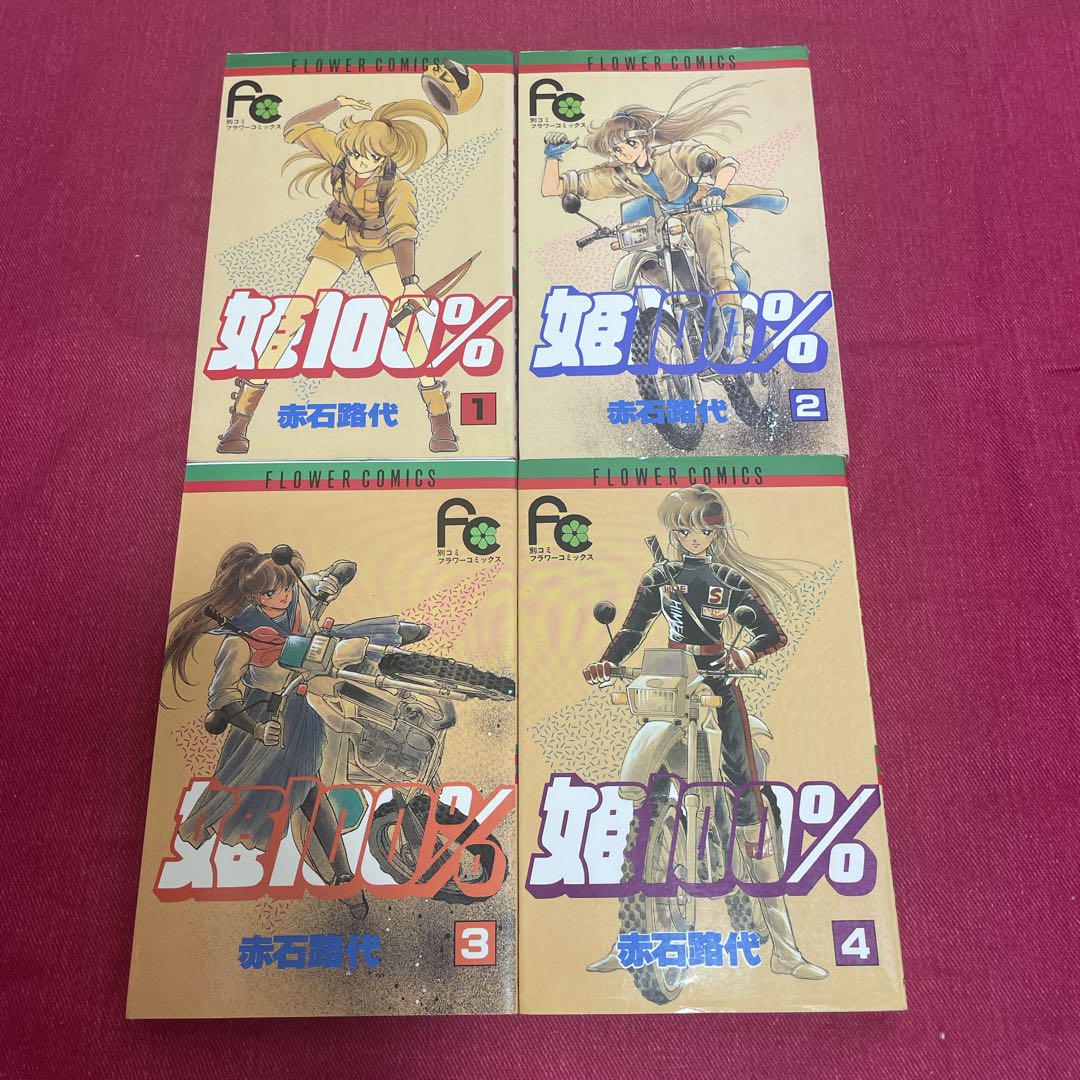 FLOWER COMICS
FC
別コミ
フラワーコミックス
姫100%
赤石路代
1
FLOWER COMICS
FC
別コミ
フラワーコミックス
姫100%
赤石路代
2
FLOWER COMICS
FC
別コミ
フラワーコミックス
姫100%
赤石路代
3
FLOWER COMICS
FC
別コミ
フラワーコミックス
S
HIME
姫100%
赤石路代
4